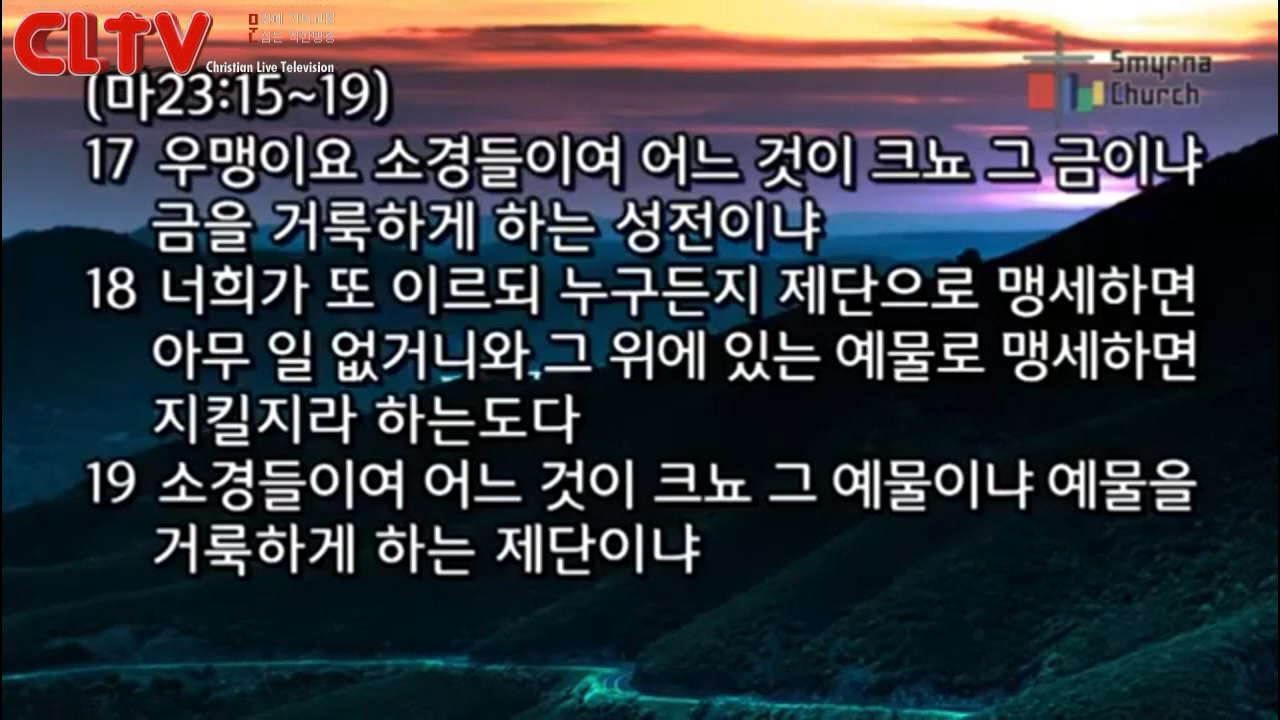 CLTV
Christian Live Television
Smyrna
Church
(마23:15~19)
17 우맹이요 소경들이여 어느 것이 크뇨 그 금이냐
금을 거룩하게 하는 성전이냐
18 너희가 또 이르되 누구든지 제단으로 맹세하면
아무 일 없거니와 그 위에 있는 예물로 맹세하면
지킬지라 하는도다
19 소경들이여 어느 것이 크뇨 그 예물이냐 예물을
거룩하게 하는 제단이냐